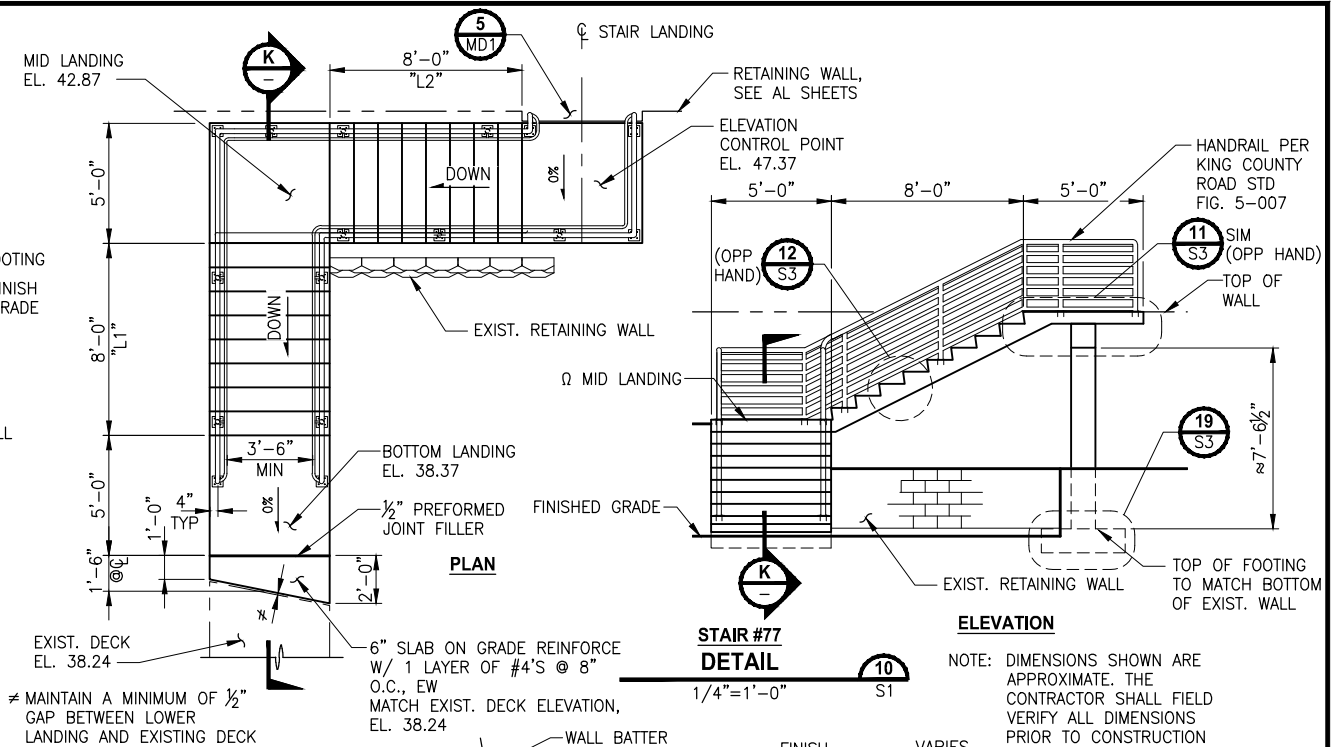 MID LANDING
EL. 42.87
K
–
8'-0"
"L2"
5
MD1
℄ STAIR LANDING
RETAINING WALL,
SEE AL SHEETS
ELEVATION
CONTROL POINT
EL. 47.37
5'-0"
DOWN
0%
8'-0"
"L1"
DOWN
EXIST. RETAINING WALL
OOTING
INISH
RADE
LL
3'-6"
MIN
BOTTOM LANDING
EL. 38.37
½" PREFORMED
JOINT FILLER
5'-0"
4"
TYP
1'-0"
0%
1'-6"
@℄
2'-0"
PLAN
EXIST. DECK
EL. 38.24
6" SLAB ON GRADE REINFORCE
W/ 1 LAYER OF #4'S @ 8"
O.C., EW
MATCH EXIST. DECK ELEVATION,
EL. 38.24
≠
≠ MAINTAIN A MINIMUM OF ½"
GAP BETWEEN LOWER
LANDING AND EXISTING DECK
5'-0"
8'-0"
5'-0"
HANDRAIL PER
KING COUNTY
ROAD STD
FIG. 5-007
(OPP
HAND)
12
S3
11
S3
SIM
(OPP HAND)
TOP OF
WALL
Ω MID LANDING
≈7'-6½"
19
S3
FINISHED GRADE
K
–
EXIST. RETAINING WALL
TOP OF FOOTING
TO MATCH BOTTOM
OF EXIST. WALL
ELEVATION
STAIR #77
DETAIL
1/4"=1'-0"
10
S1
NOTE: DIMENSIONS SHOWN ARE
APPROXIMATE. THE
CONTRACTOR SHALL FIELD
VERIFY ALL DIMENSIONS
PRIOR TO CONSTRUCTION
WALL BATTER
FINISH
VARIES